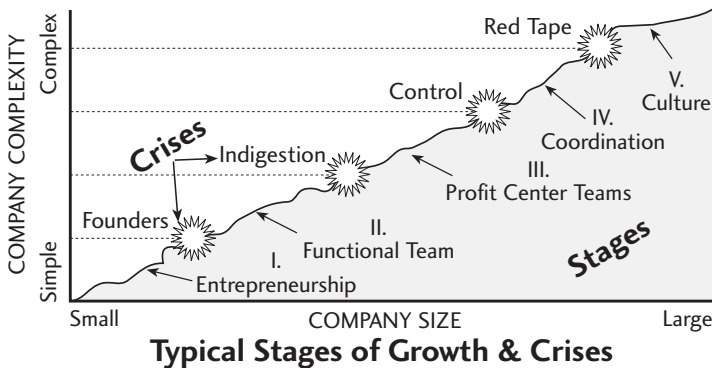 COMPANY COMPLEXITY
Complex
Simple
Red Tape
Control
Crises
Indigestion
Founders
V.
Culture
IV.
Coordination
III.
Profit Center Teams
II.
Functional Team
I.
Entrepreneurship
Stages
Small
COMPANY SIZE
Large
Typical Stages of Growth & Crises